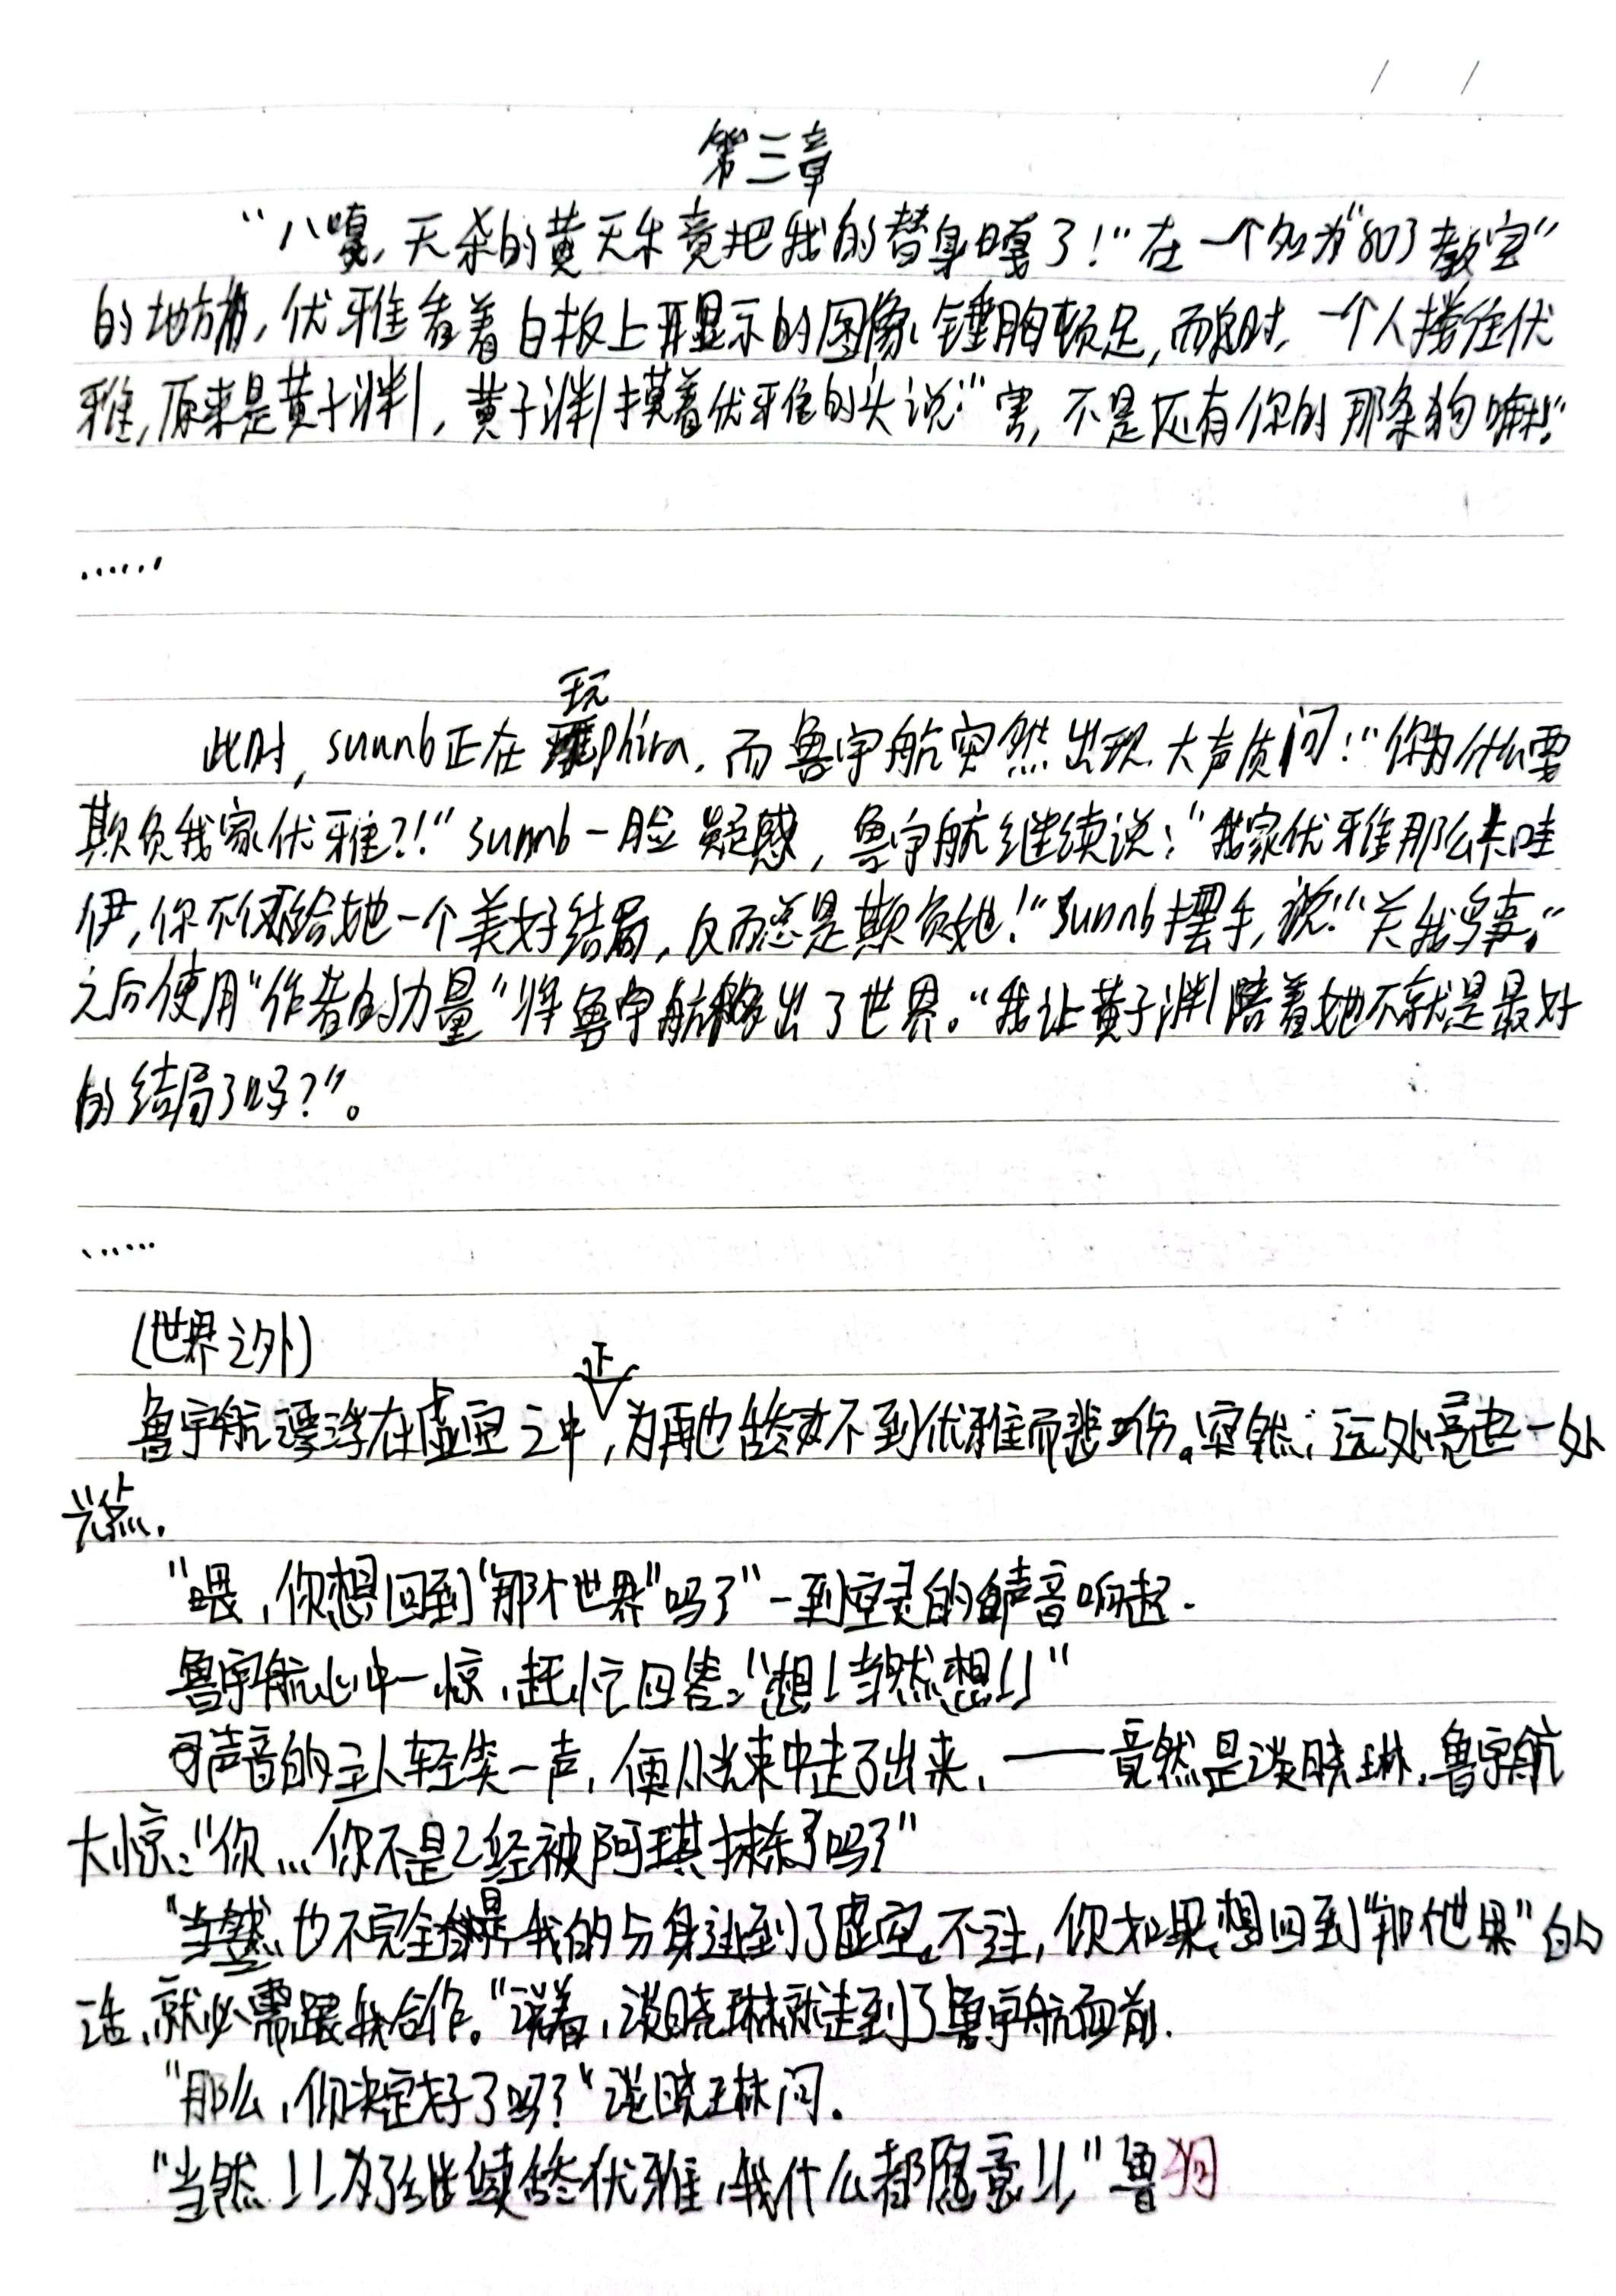 第三章
“八嘎，天杀的黄天牛竟把我的替身嘎了！”在一个如为“803教室”
的地方，优雅看着白板上显示的图像，锤胸顿足，而这时，一个人搂住优
雅，原来是黄子渊，黄子渊摸着优雅的头说：“害，不是还有你的那条狗嘛！”
……
此时，sunnb正在玩phira，而鲁宇航突然出现，大声质问：“你为什么要
欺负我家优雅？！”sunnb一脸疑惑，鲁宇航继续说：“我家优雅那么卡哇
伊，你不仅不给她一个美好结局，反而总是欺负她！”sunnb摆手，说：“关我屌事。”
之后使用“作者的力量”将鲁宇航移出了世界。“我让黄子渊陪着她不就是最好
的结局了吗？”。
……
（世界之外）
鲁宇航漂浮在虚空之中，正为再也舔不到优雅而悲伤。突然，远处亮起一处
光点.
“喂，你想回到“那个世界”吗？”一到空灵的声音响起.
鲁宇航心中一惊，赶忙回答：“想！当然想！！”
声音的主人轻笑一声，便从光束中走了出来，——竟然是谈晓琳，鲁宇航
大惊：“你…你不是已经被阿琪抹杀了吗？”
“当然，也不完全是，我的分身逃到了虚空。不过，你如果想回到“那个世界”的
话，就必需跟我合作。”说着，谈晓琳就走到了鲁宇航面前.
“那么，你决定好了吗？”谈晓琳问.
“当然！！为了继续舔优雅，我什么都愿意！！”鲁狗